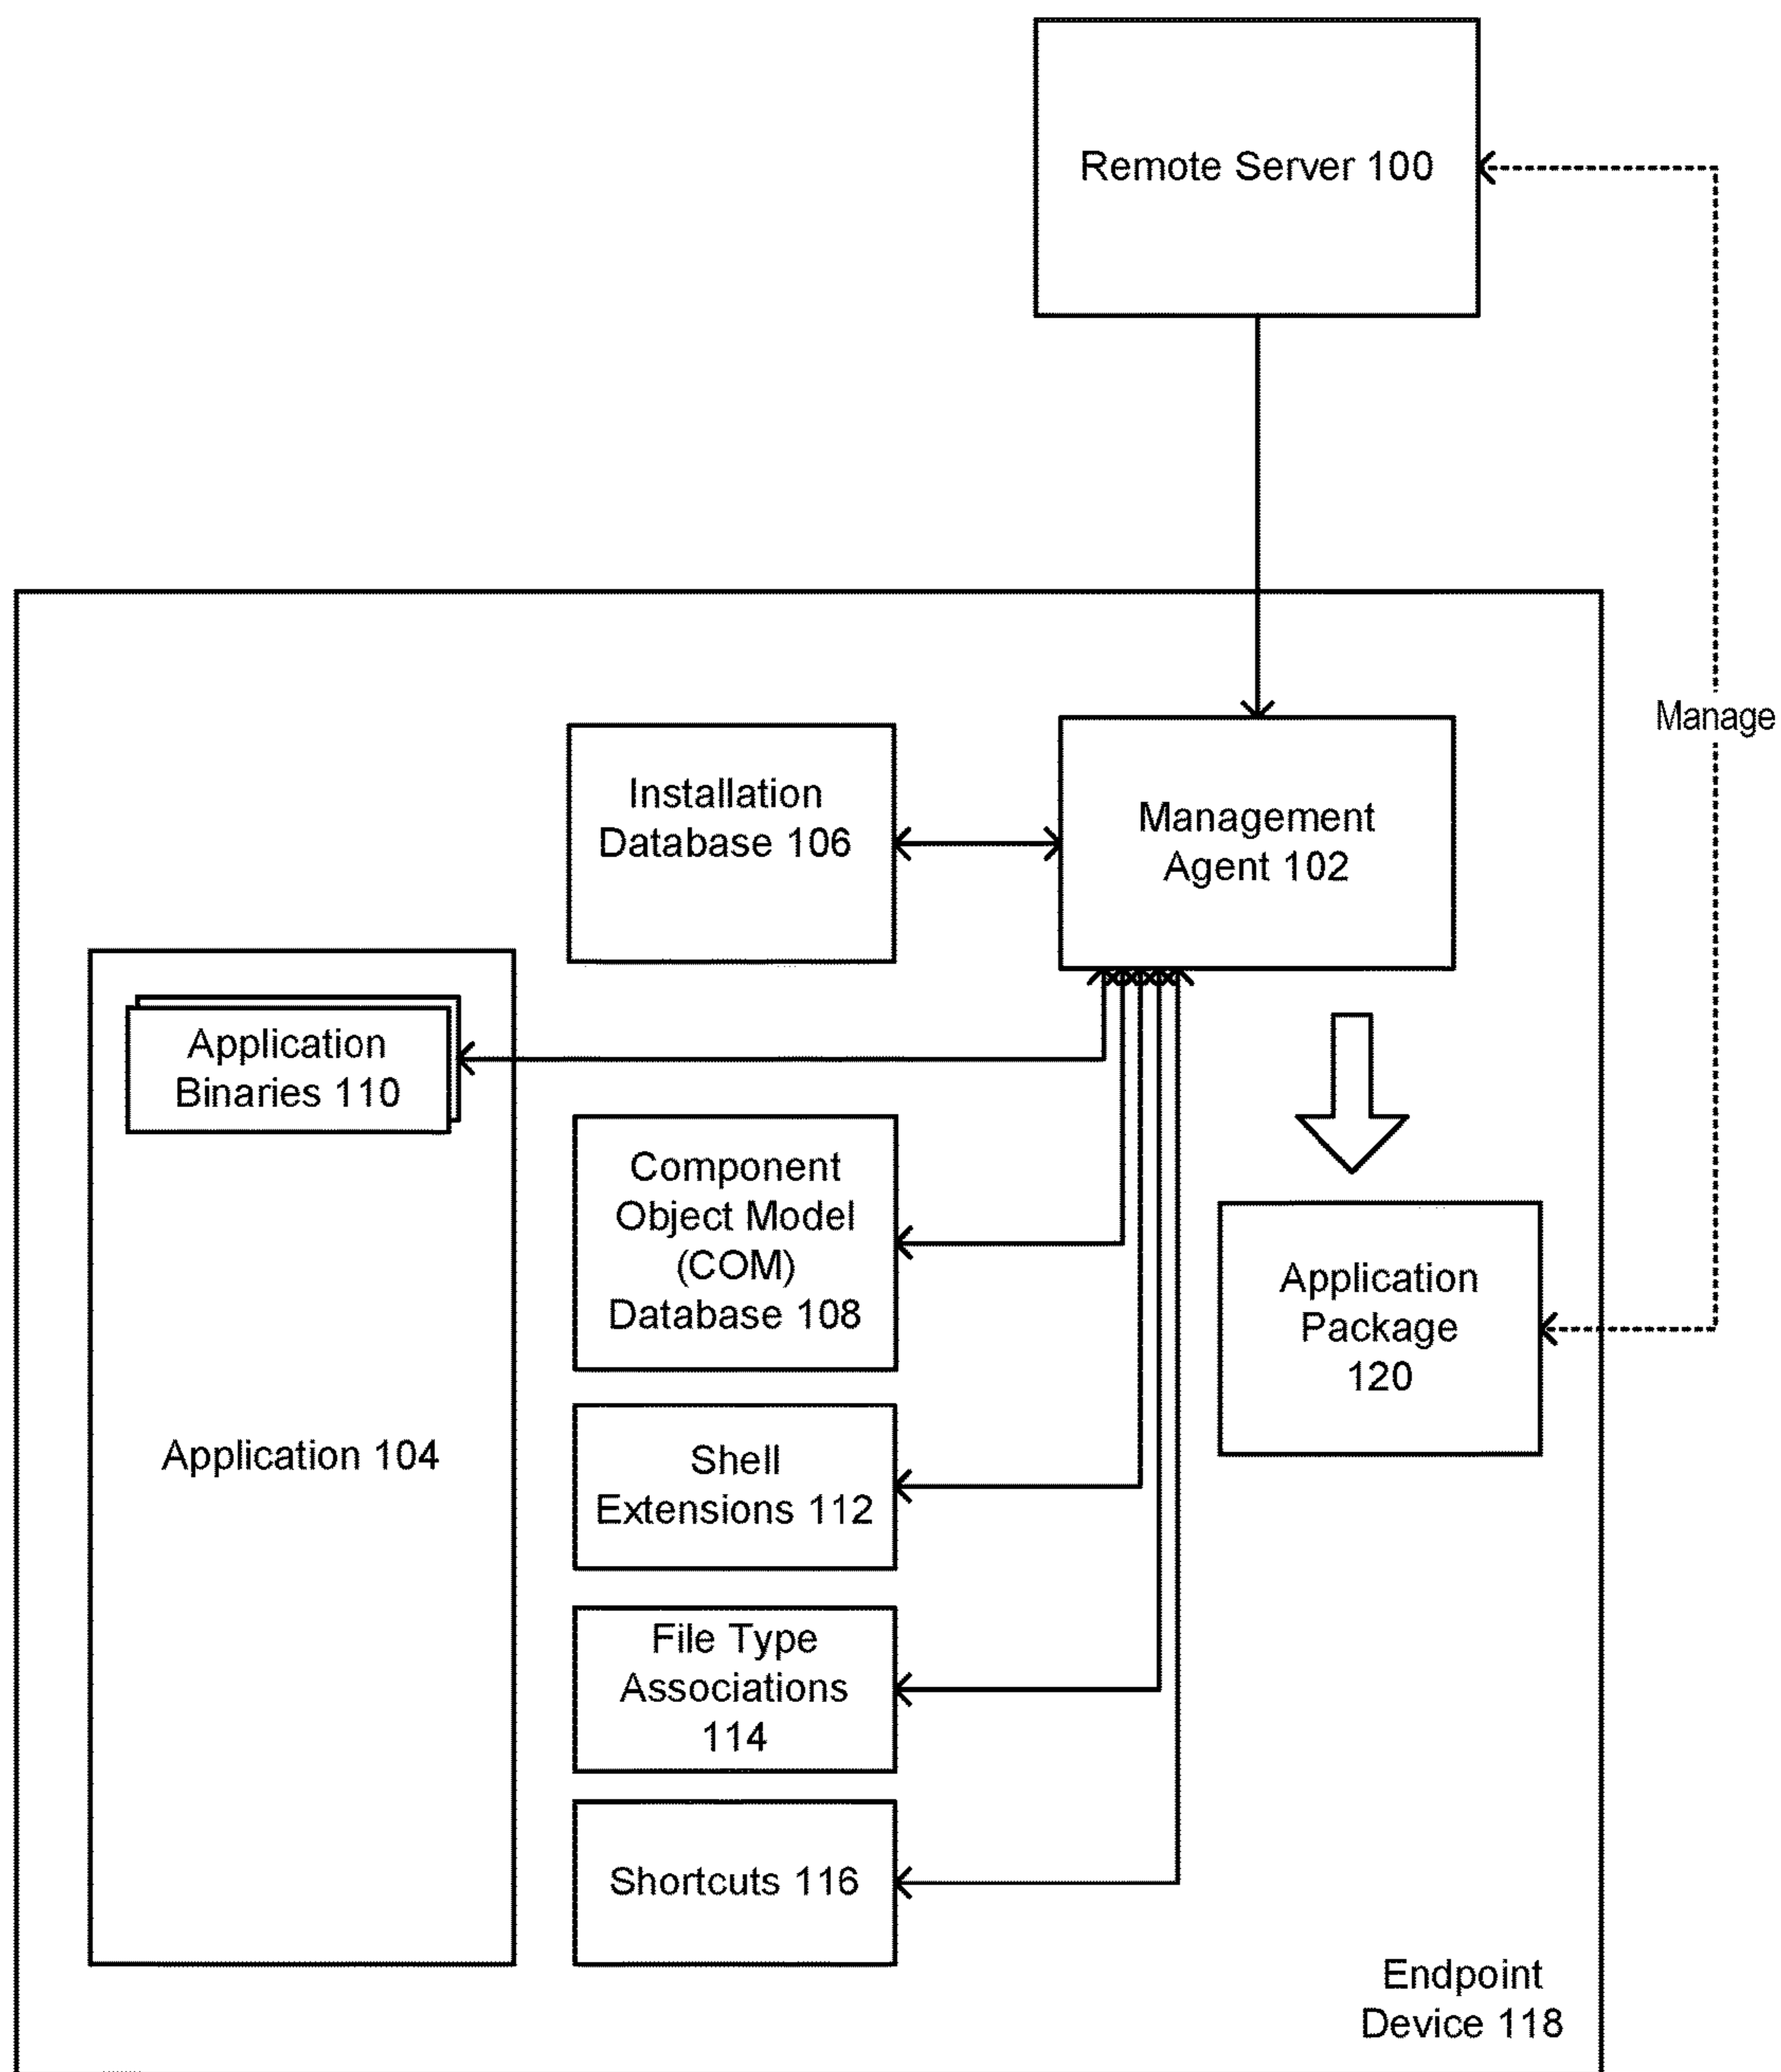 Remote Server 100
Manage
Installation
Database 106
Management
Agent 102
Application
Binaries 110
Component
Object Model
(COM)
Database 108
Application
Package
120
Application 104
Shell
Extensions 112
File Type
Associations
114
Shortcuts 116
Endpoint
Device 118